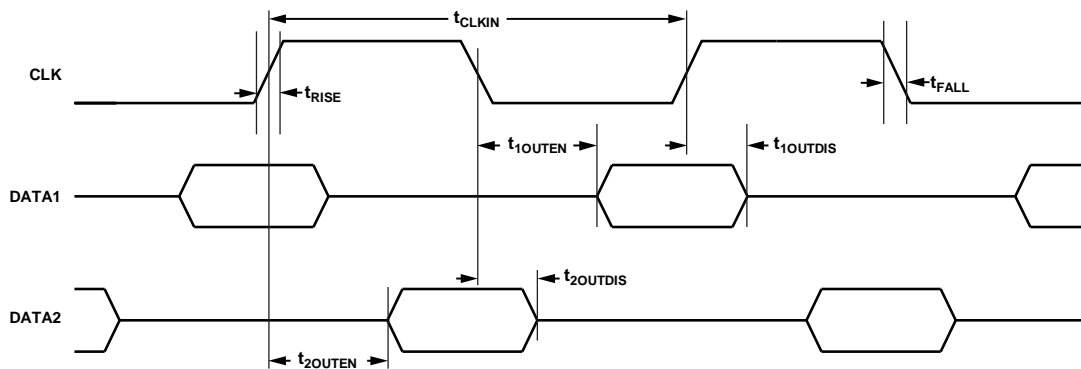 tCLKIN
CLK
tRISE
tFALL
t1OUTEN
t1OUTDIS
DATA1
t2OUTDIS
DATA2
t2OUTEN